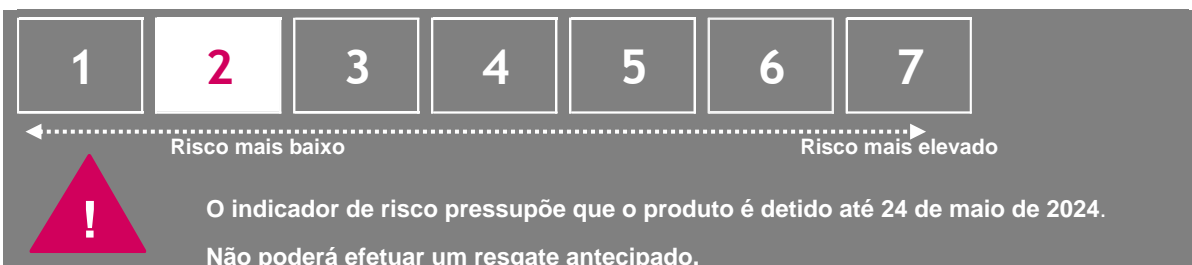 1 2 3 4 5 6 7
Risco mais baixo Risco mais elevado
! O indicador de risco pressupõe que o produto é detido até 24 de maio de 2024.
Não poderá efetuar um resgate antecipado.